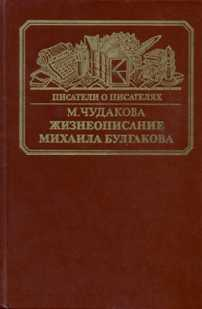 ПИСАТЕЛИ О ПИСАТЕЛЯХ
М. ЧУДАКОВА
ЖИЗНЕОПИСАНИЕ
МИХАИЛА БУЛГАКОВА